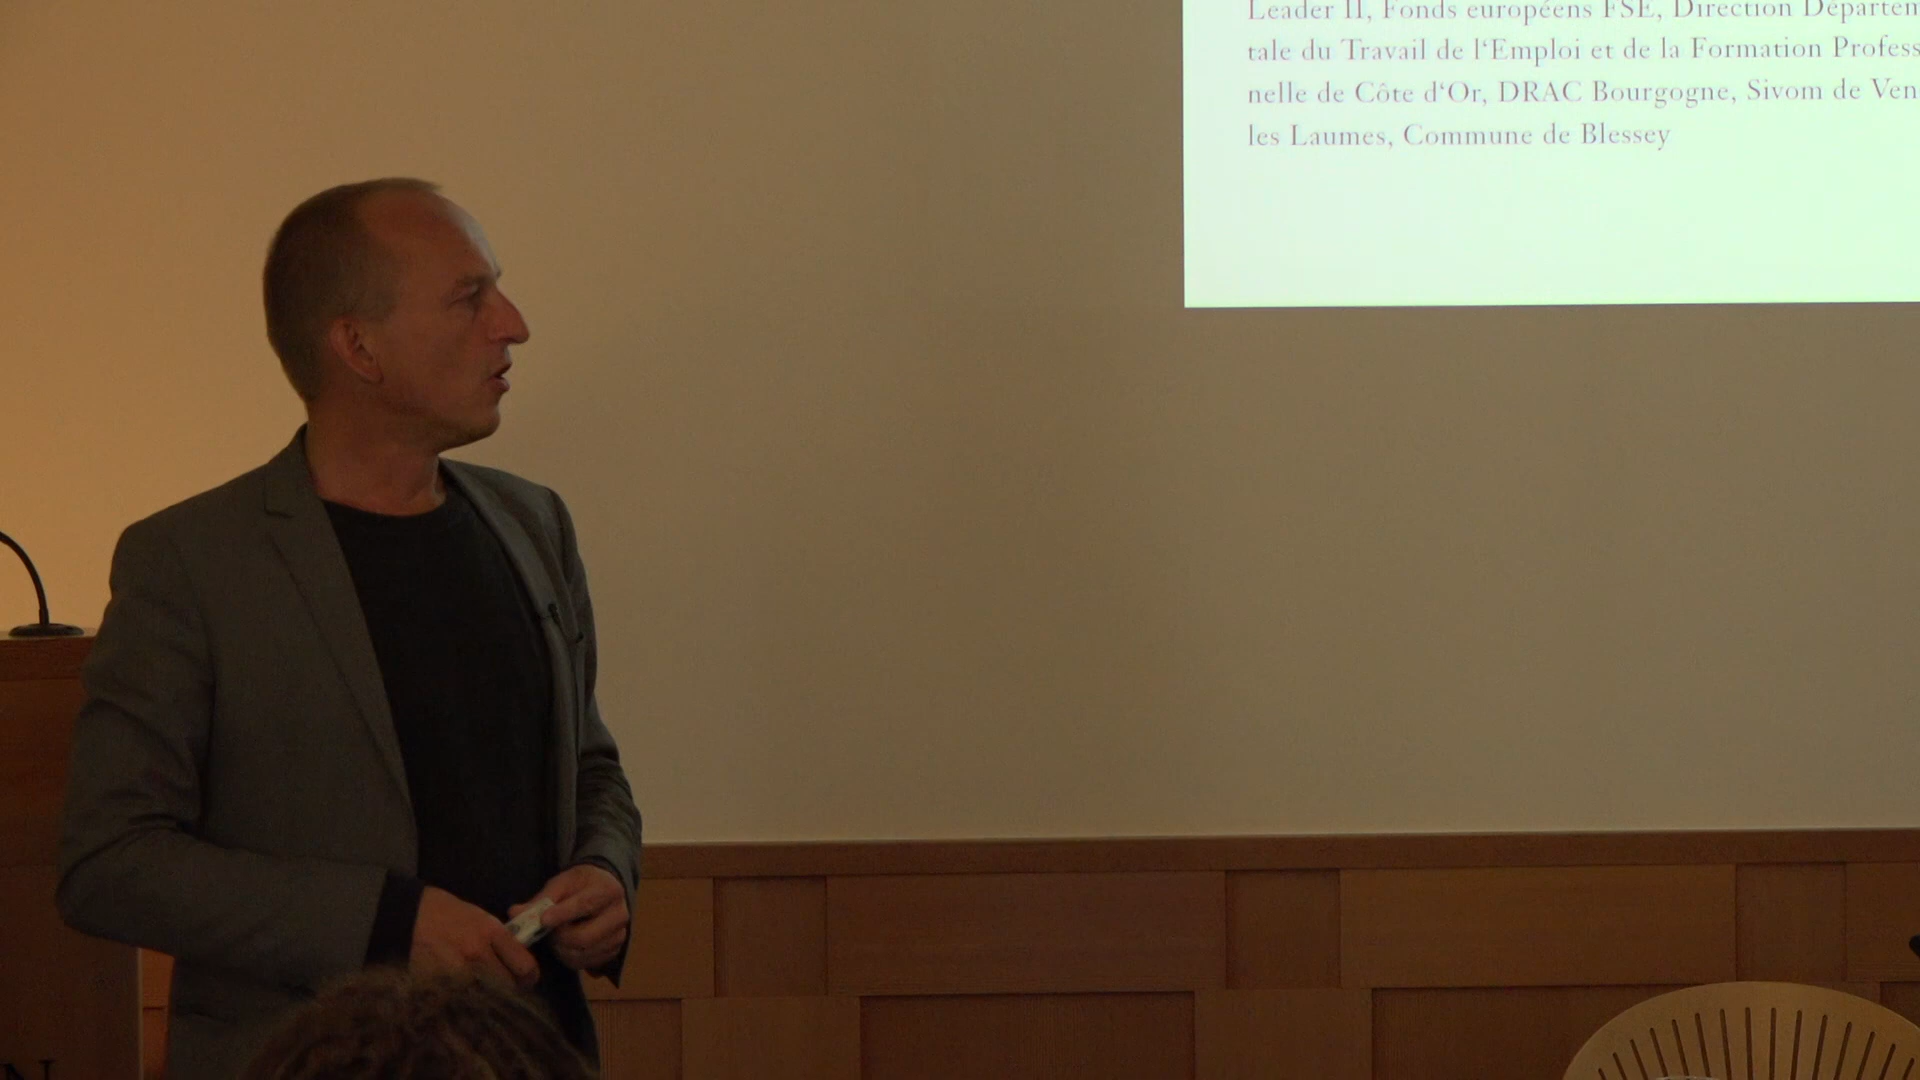 Leader II, Fonds européens FSE, Direction Départem
tale du Travail de l‘Emploi et de la Formation Profess
nelle de Côte d‘Or, DRAC Bourgogne, Sivom de Ven
les Laumes, Commune de Blessey
N